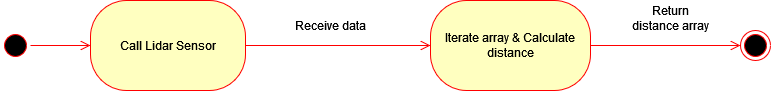 Call Lidar Sensor
Receive data
Iterate array & Calculate
distance
Return
distance array